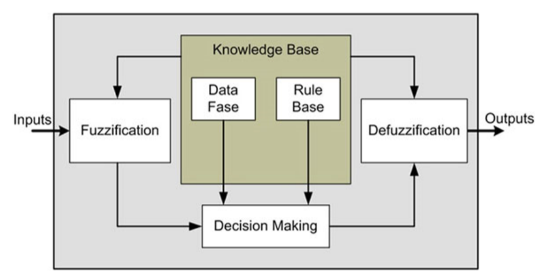 Knowledge Base
Data
Fase
Rule
Base
Inputs
Fuzzification
Defuzzification
Outputs
Decision Making